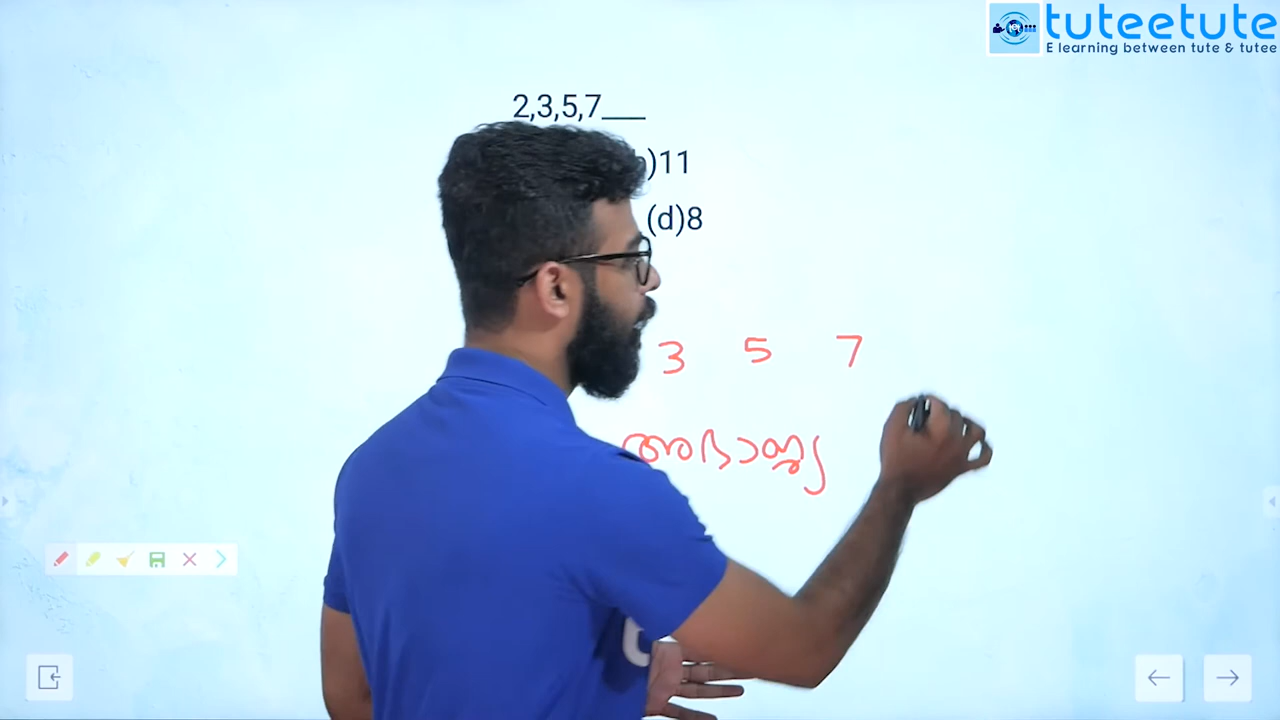 tuteetute
E learning between tute & tutee
2,3,5,7___
)11
(d)8
3 5 7
അഭാജ്യ